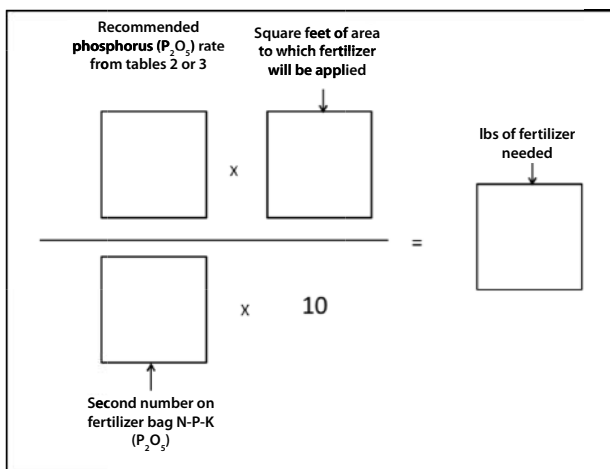 Recommended
phosphorus (P₂O₅) rate
from tables 2 or 3
Square feet of area
to which fertilizer
will be applied
x
lbs of fertilizer
needed
=
x 10
Second number on
fertilizer bag N-P-K
(P₂O₅)